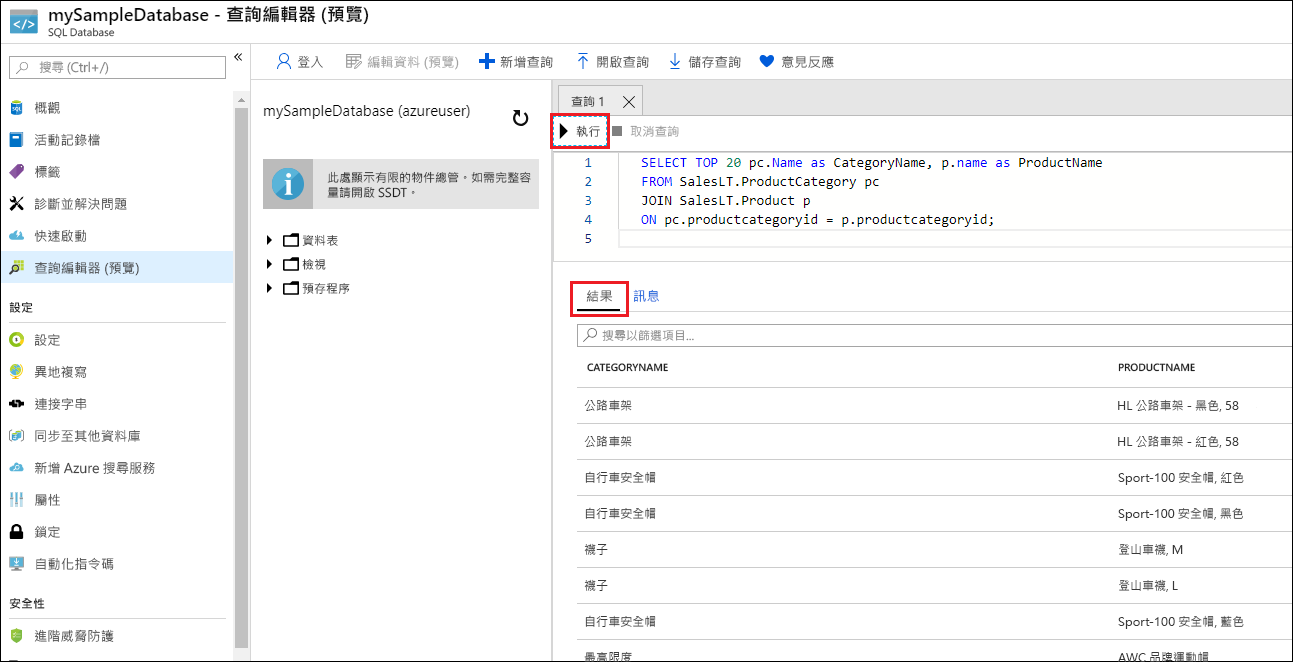 mySampleDatabase - 查詢編輯器 (預覽)
SQL Database
搜尋 (Ctrl+/)
«
概觀
活動記錄檔
標籤
診斷並解決問題
快速啟動
查詢編輯器 (預覽)
設定
設定
異地複寫
連接字串
同步至其他資料庫
新增 Azure 搜尋服務
屬性
鎖定
自動化指令碼
安全性
進階威脅防護
登入
編輯資料 (預覽)
新增查詢
開啟查詢
儲存查詢
意見反應
mySampleDatabase (azureuser)
此處顯示有限的物件總管。如需完整容
量請開啟 SSDT。
資料表
檢視
預存程序
查詢 1
執行
取消查詢
1 SELECT TOP 20 pc.Name as CategoryName, p.name as ProductName
2 FROM SalesLT.ProductCategory pc
3 JOIN SalesLT.Product p
4 ON pc.productcategoryid = p.productcategoryid;
5
結果 訊息
搜尋以篩選項目...
CATEGORYNAME PRODUCTNAME
公路車架 HL 公路車架 - 黑色, 58
公路車架 HL 公路車架 - 紅色, 58
自行車安全帽 Sport-100 安全帽, 紅色
自行車安全帽 Sport-100 安全帽, 黑色
襪子 登山車襪, M
襪子 登山車襪, L
自行車安全帽 Sport-100 安全帽, 藍色
最高限度 AWC 品牌運動帽